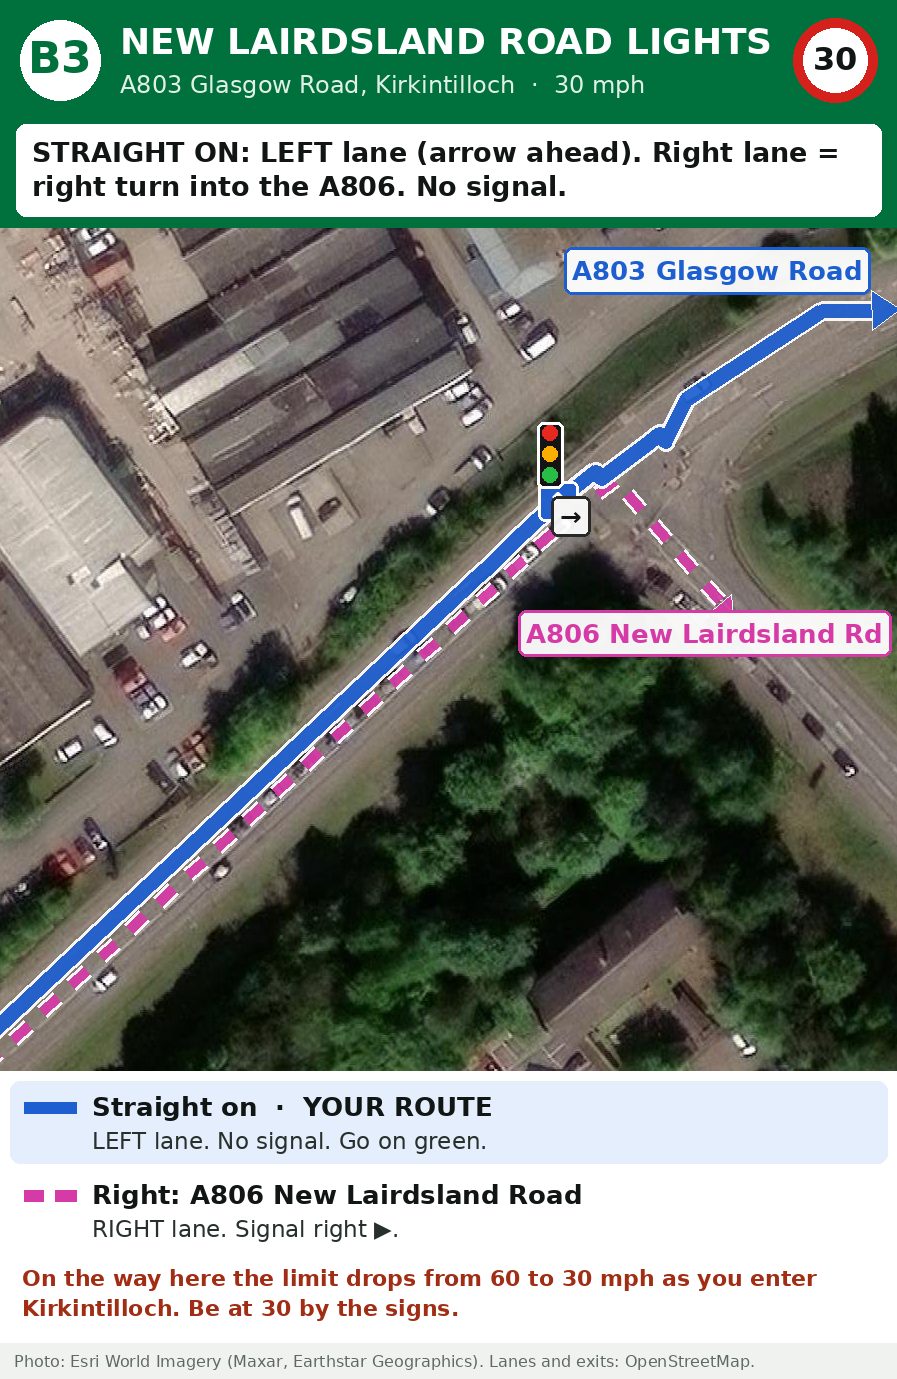 B3
NEW LAIRDSLAND ROAD LIGHTS
A803 Glasgow Road, Kirkintilloch · 30 mph
30
STRAIGHT ON: LEFT lane (arrow ahead). Right lane =
right turn into the A806. No signal.
A803 Glasgow Road
→
A806 New Lairdsland Rd
Straight on · YOUR ROUTE
LEFT lane. No signal. Go on green.
Right: A806 New Lairdsland Road
RIGHT lane. Signal right ▶.
On the way here the limit drops from 60 to 30 mph as you enter
Kirkintilloch. Be at 30 by the signs.
Photo: Esri World Imagery (Maxar, Earthstar Geographics). Lanes and exits: OpenStreetMap.